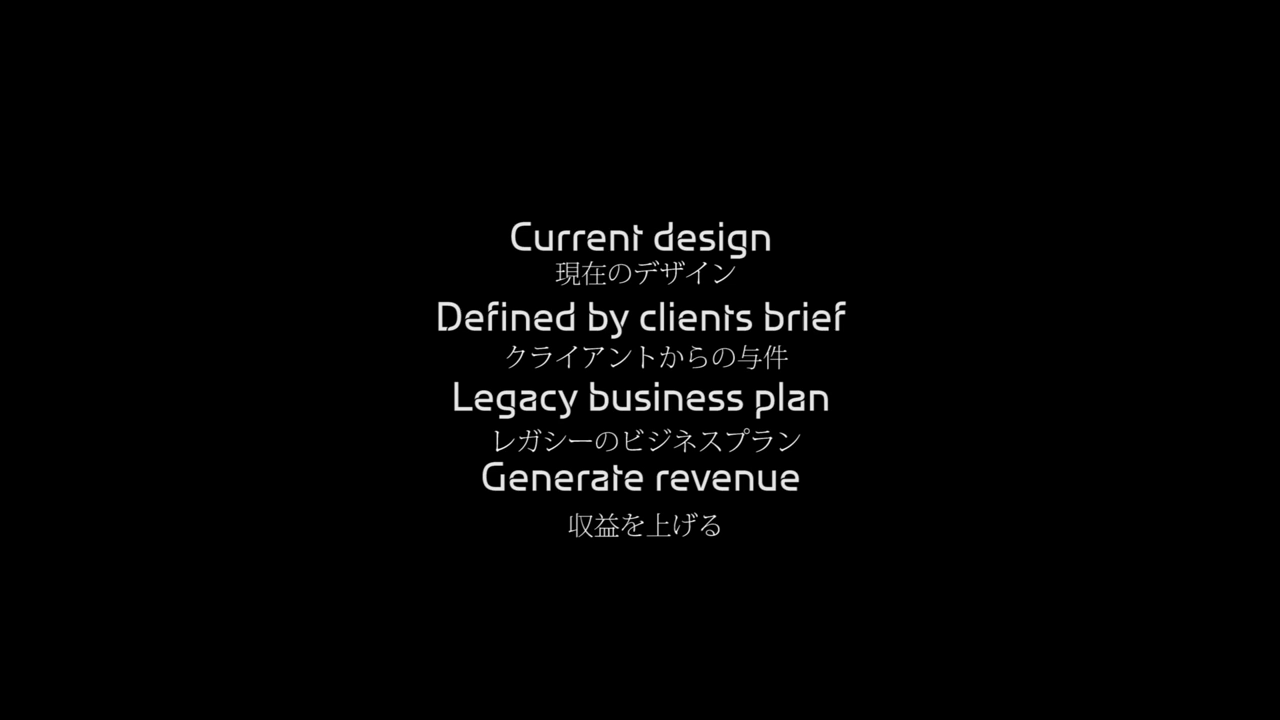 Current design
現在のデザイン
Defined by clients brief
クライアントからの与件
Legacy business plan
レガシーのビジネスプラン
Generate revenue
収益を上げる